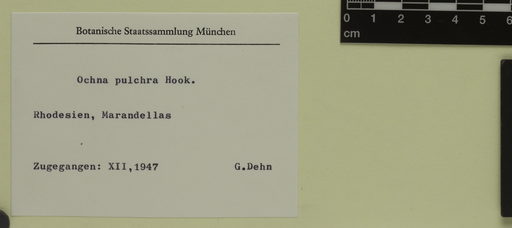 Botanische Staatssammlung München
Ochna pulchra Hook.
Rhodesien, Marandellas
Zugegangen: XII,1947 G.Dehn
0 1 2 3 4 5 6
cm